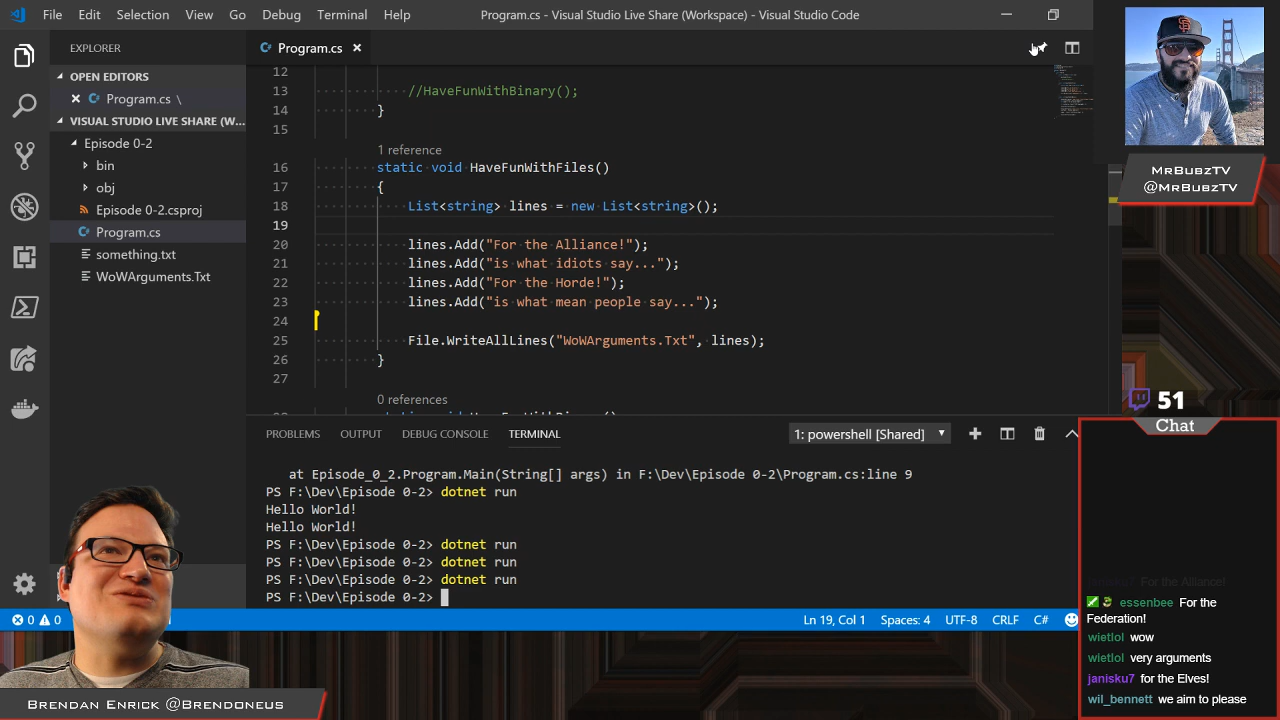 File Edit Selection View Go Debug Terminal Help Program.cs - Visual Studio Live Share (Workspace) - Visual Studio Code
EXPLORER
OPEN EDITORS
Program.cs \
VISUAL STUDIO LIVE SHARE (W...
Episode 0-2
bin
obj
Episode 0-2.csproj
Program.cs
something.txt
WoWArguments.Txt
Program.cs
12
13 //HaveFunWithBinary();
14 }
15
1 reference
16 static void HaveFunWithFiles()
17 {
18 List<string> lines = new List<string>();
19
20 lines.Add("For the Alliance!");
21 lines.Add("is what idiots say...");
22 lines.Add("For the Horde!");
23 lines.Add("is what mean people say...");
24
25 File.WriteAllLines("WoWArguments.Txt", lines);
26 }
27
0 references
PROBLEMS OUTPUT DEBUG CONSOLE TERMINAL 1: powershell [Shared]
at Episode_0_2.Program.Main(String[] args) in F:\Dev\Episode 0-2\Program.cs:line 9
PS F:\Dev\Episode 0-2> dotnet run
Hello World!
Hello World!
PS F:\Dev\Episode 0-2> dotnet run
PS F:\Dev\Episode 0-2> dotnet run
PS F:\Dev\Episode 0-2> dotnet run
PS F:\Dev\Episode 0-2>
0 0 Ln 19, Col 1 Spaces: 4 UTF-8 CRLF C#
BRENDAN ENRICK @BRENDONEUS
MRBUBZTV
@MRBUBZTV
51
Chat
janisku7 For the Alliance!
essenbee For the
Federation!
wietlol wow
wietlol very arguments
janisku7 for the Elves!
wil_bennett we aim to please